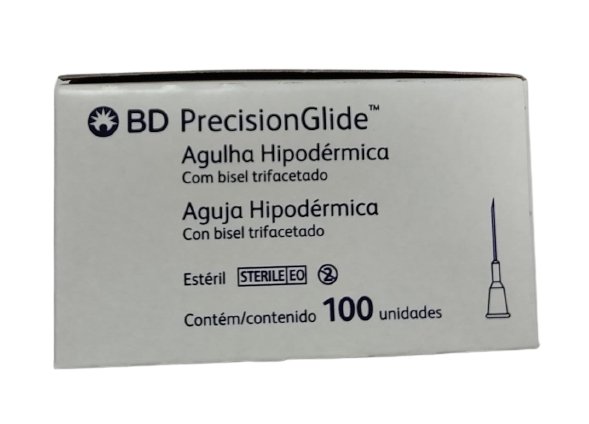 BD PrecisionGlide™
Agulha Hipodérmica
Com bisel trifacetado
Aguja Hipodérmica
Con bisel trifacetado
Estéril STERILE EO 2
Contém/contenido 100 unidades